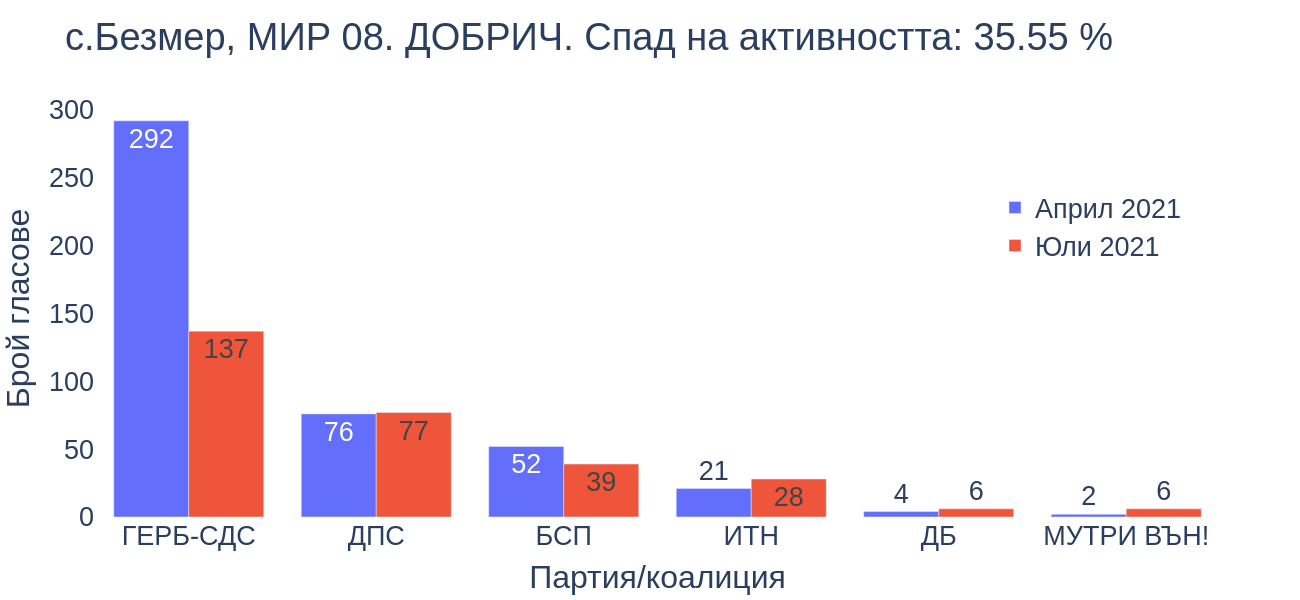 с.Безмер, МИР 08. ДОБРИЧ. Спад на активността: 35.55 %
Брой гласове
300
250
200
150
100
50
0
292
137
76
77
52
39
21
28
4
6
2
6
Април 2021
Юли 2021
ГЕРБ-СДС
ДПС
БСП
ИТН
ДБ
МУТРИ ВЪН!
Партия/коалиция